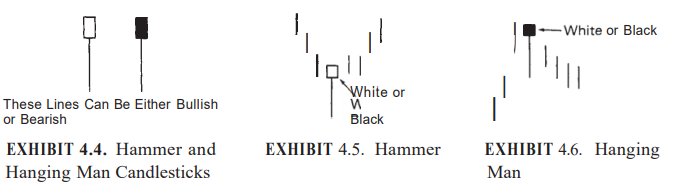 These Lines Can Be Either Bullish
or Bearish
EXHIBIT 4.4. Hammer and
Hanging Man Candlesticks
White or
W
Black
EXHIBIT 4.5. Hammer
White or Black
EXHIBIT 4.6. Hanging
Man